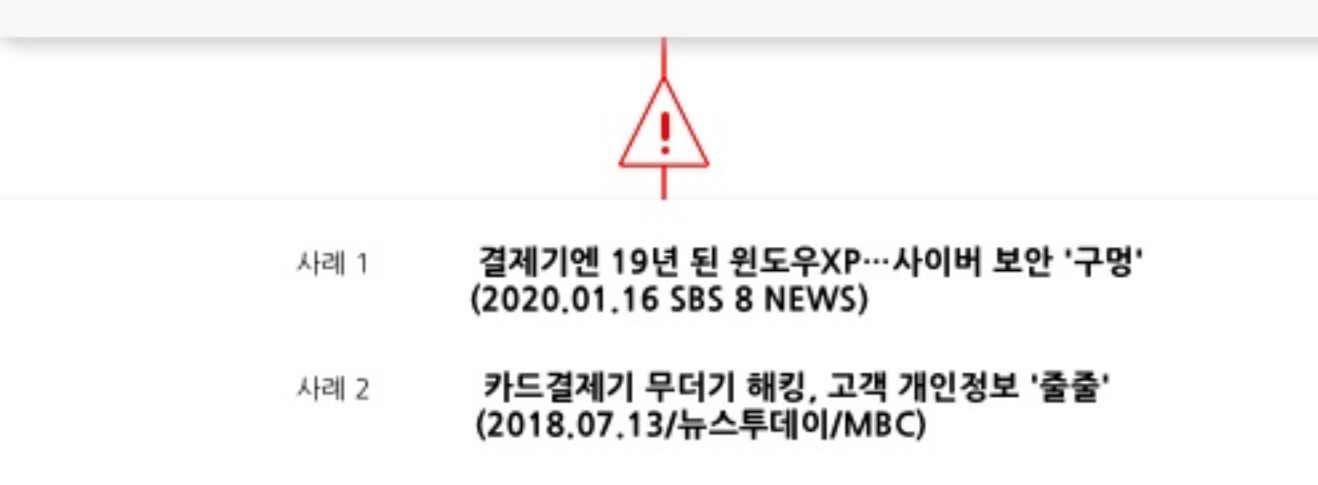 사례 1
결제기엔 19년 된 윈도우XP…사이버 보안 '구멍'
(2020.01.16 SBS 8 NEWS)
사례 2
카드결제기 무더기 해킹, 고객 개인정보 '줄줄'
(2018.07.13/뉴스투데이/MBC)